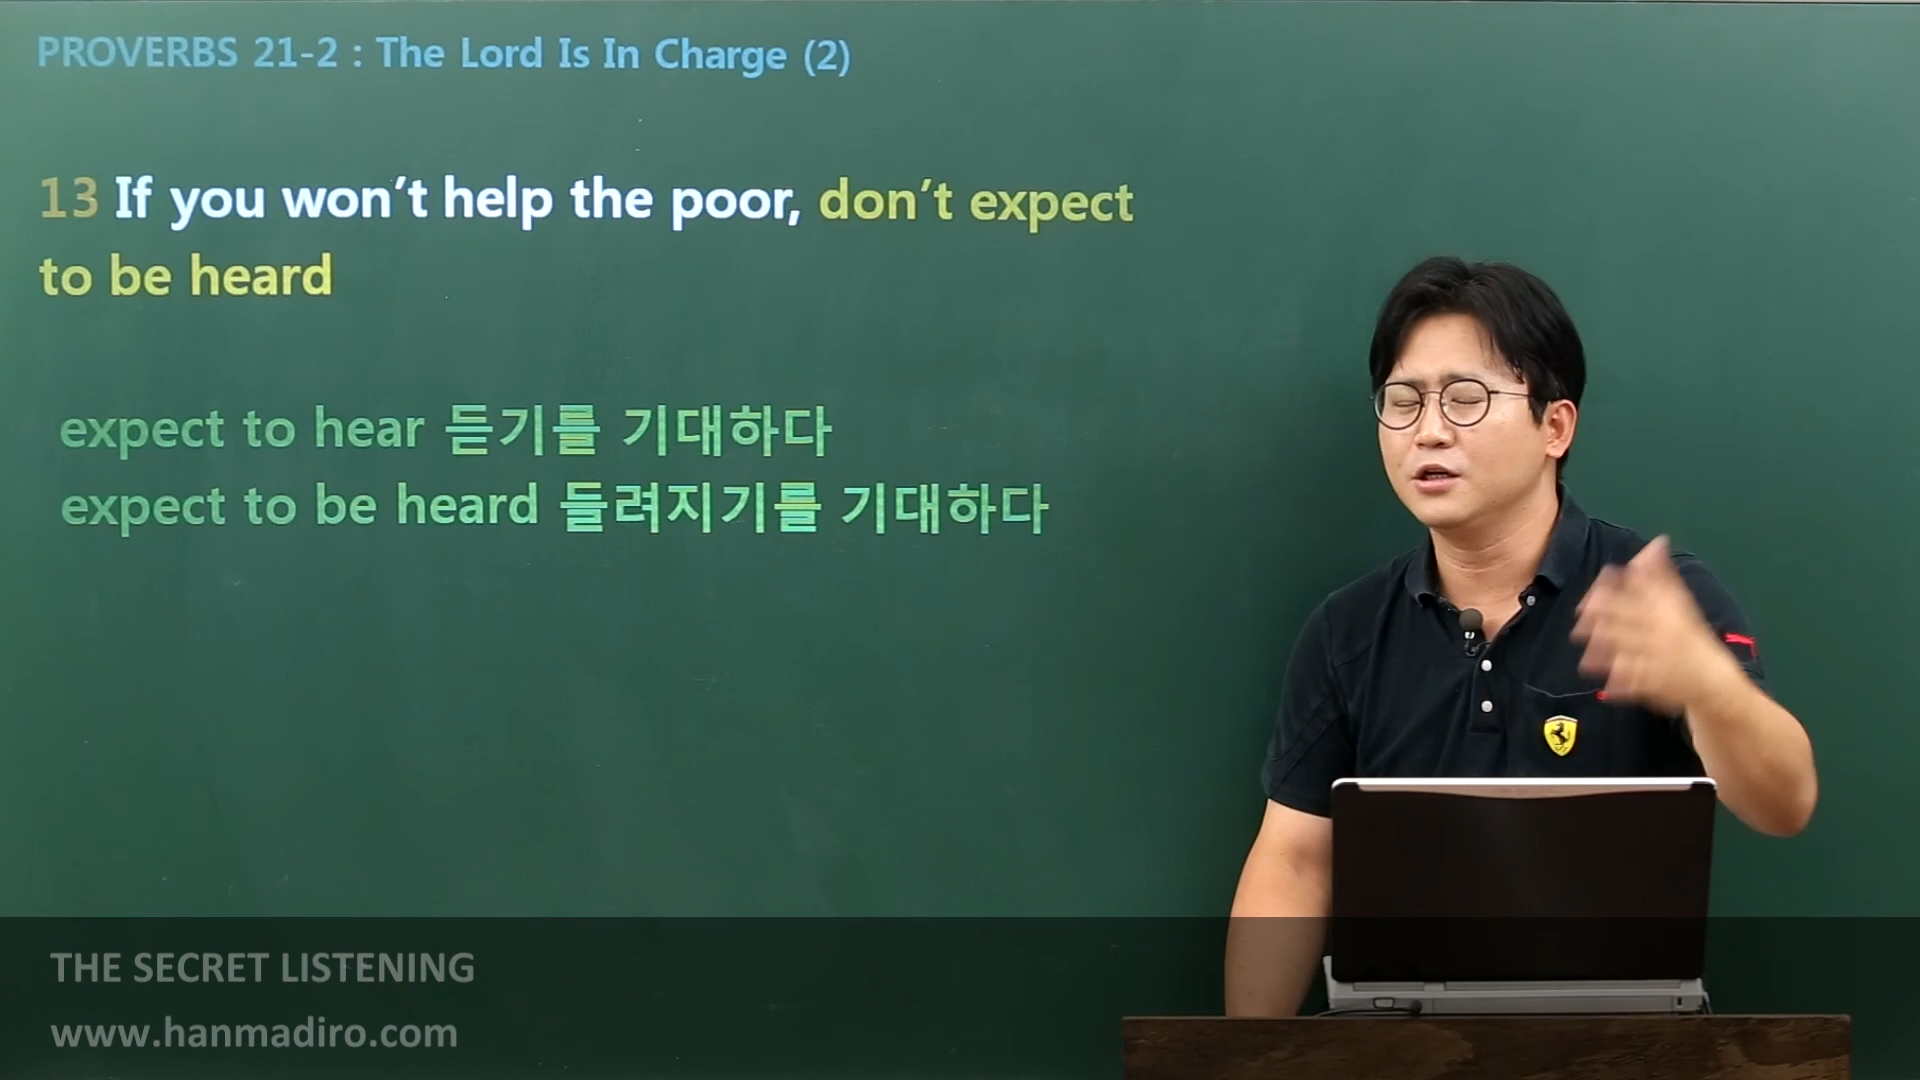 PROVERBS 21-2 : The Lord Is In Charge (2)
13 If you won’t help the poor, don’t expect
to be heard
expect to hear 듣기를 기대하다
expect to be heard 들려지기를 기대하다
THE SECRET LISTENING
www.hanmadiro.com